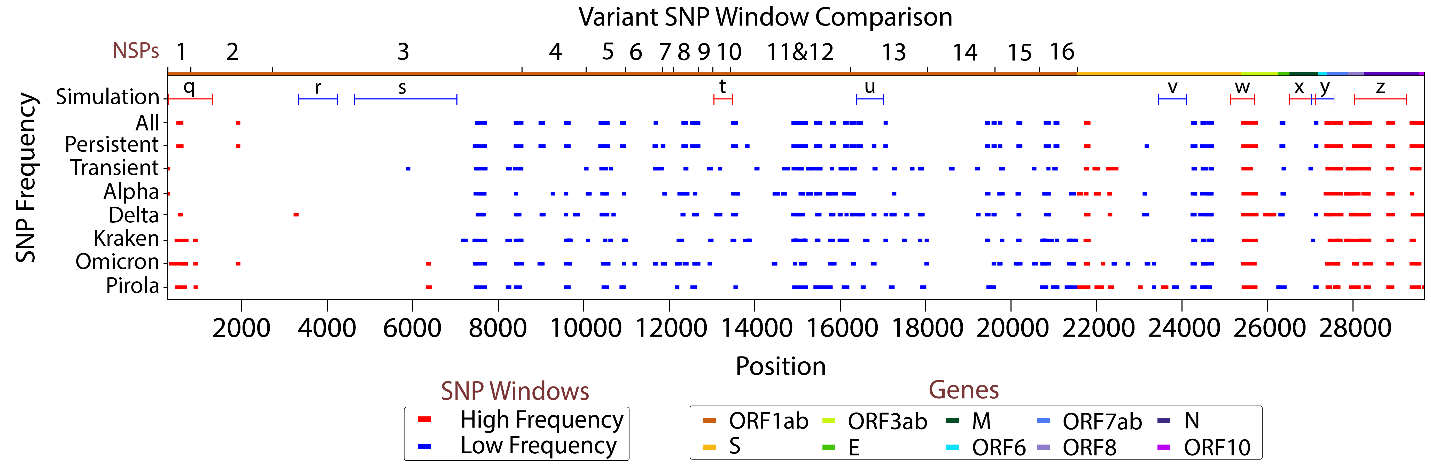 Variant SNP Window Comparison
NSPs 1 2 3 4 5 6 7 8 9 10 11&12 13 14 15 16
Simulation q r s t u v w x y z
SNP Frequency
All
Persistent
Transient
Alpha
Delta
Kraken
Omicron
Pirola
2000 4000 6000 8000 10000 12000 14000 16000 18000 20000 22000 24000 26000 28000
Position
SNP Windows
High Frequency
Low Frequency
Genes
ORF1ab ORF3ab M ORF7ab N
S E ORF6 ORF8 ORF10